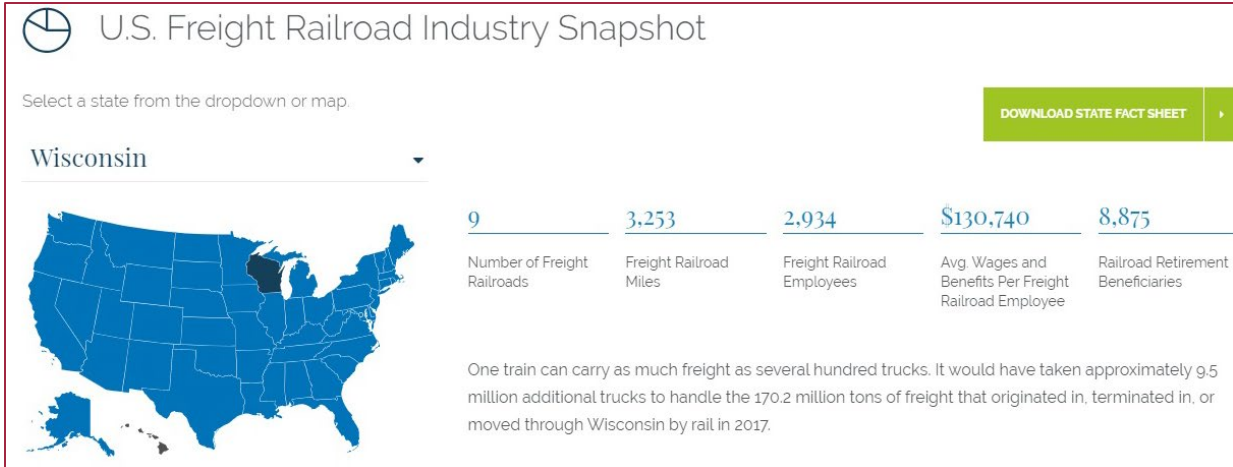 U.S. Freight Railroad Industry Snapshot
Select a state from the dropdown or map.
DOWNLOAD STATE FACT SHEET
Wisconsin
9
Number of Freight
Railroads
3,253
Freight Railroad
Miles
2,934
Freight Railroad
Employees
$130,740
Avg. Wages and
Benefits Per Freight
Railroad Employee
8,875
Railroad Retirement
Beneficiaries
One train can carry as much freight as several hundred trucks. It would have taken approximately 9.5
million additional trucks to handle the 170.2 million tons of freight that originated in, terminated in, or
moved through Wisconsin by rail in 2017.